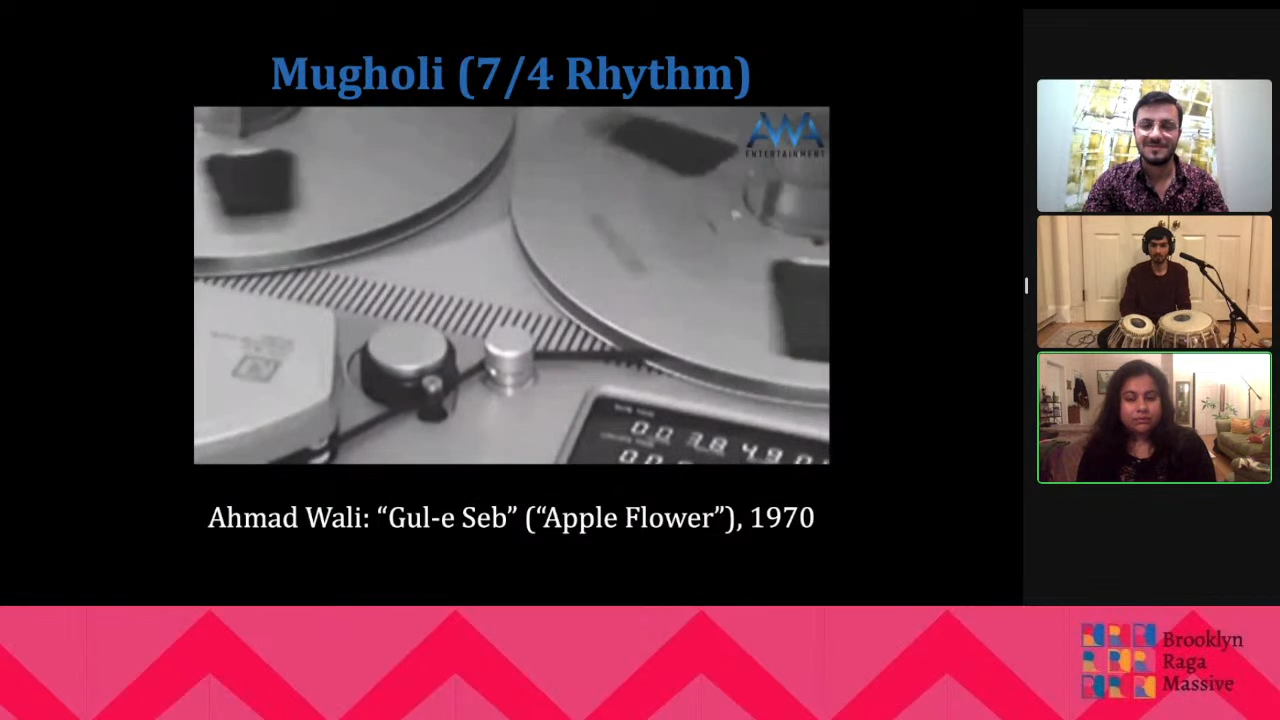 Mugholi (7/4 Rhythm)
AWA
ENTERTAINMENT
Ahmad Wali: “Gul-e Seb” (“Apple Flower”), 1970
Brooklyn
Raga
Massive